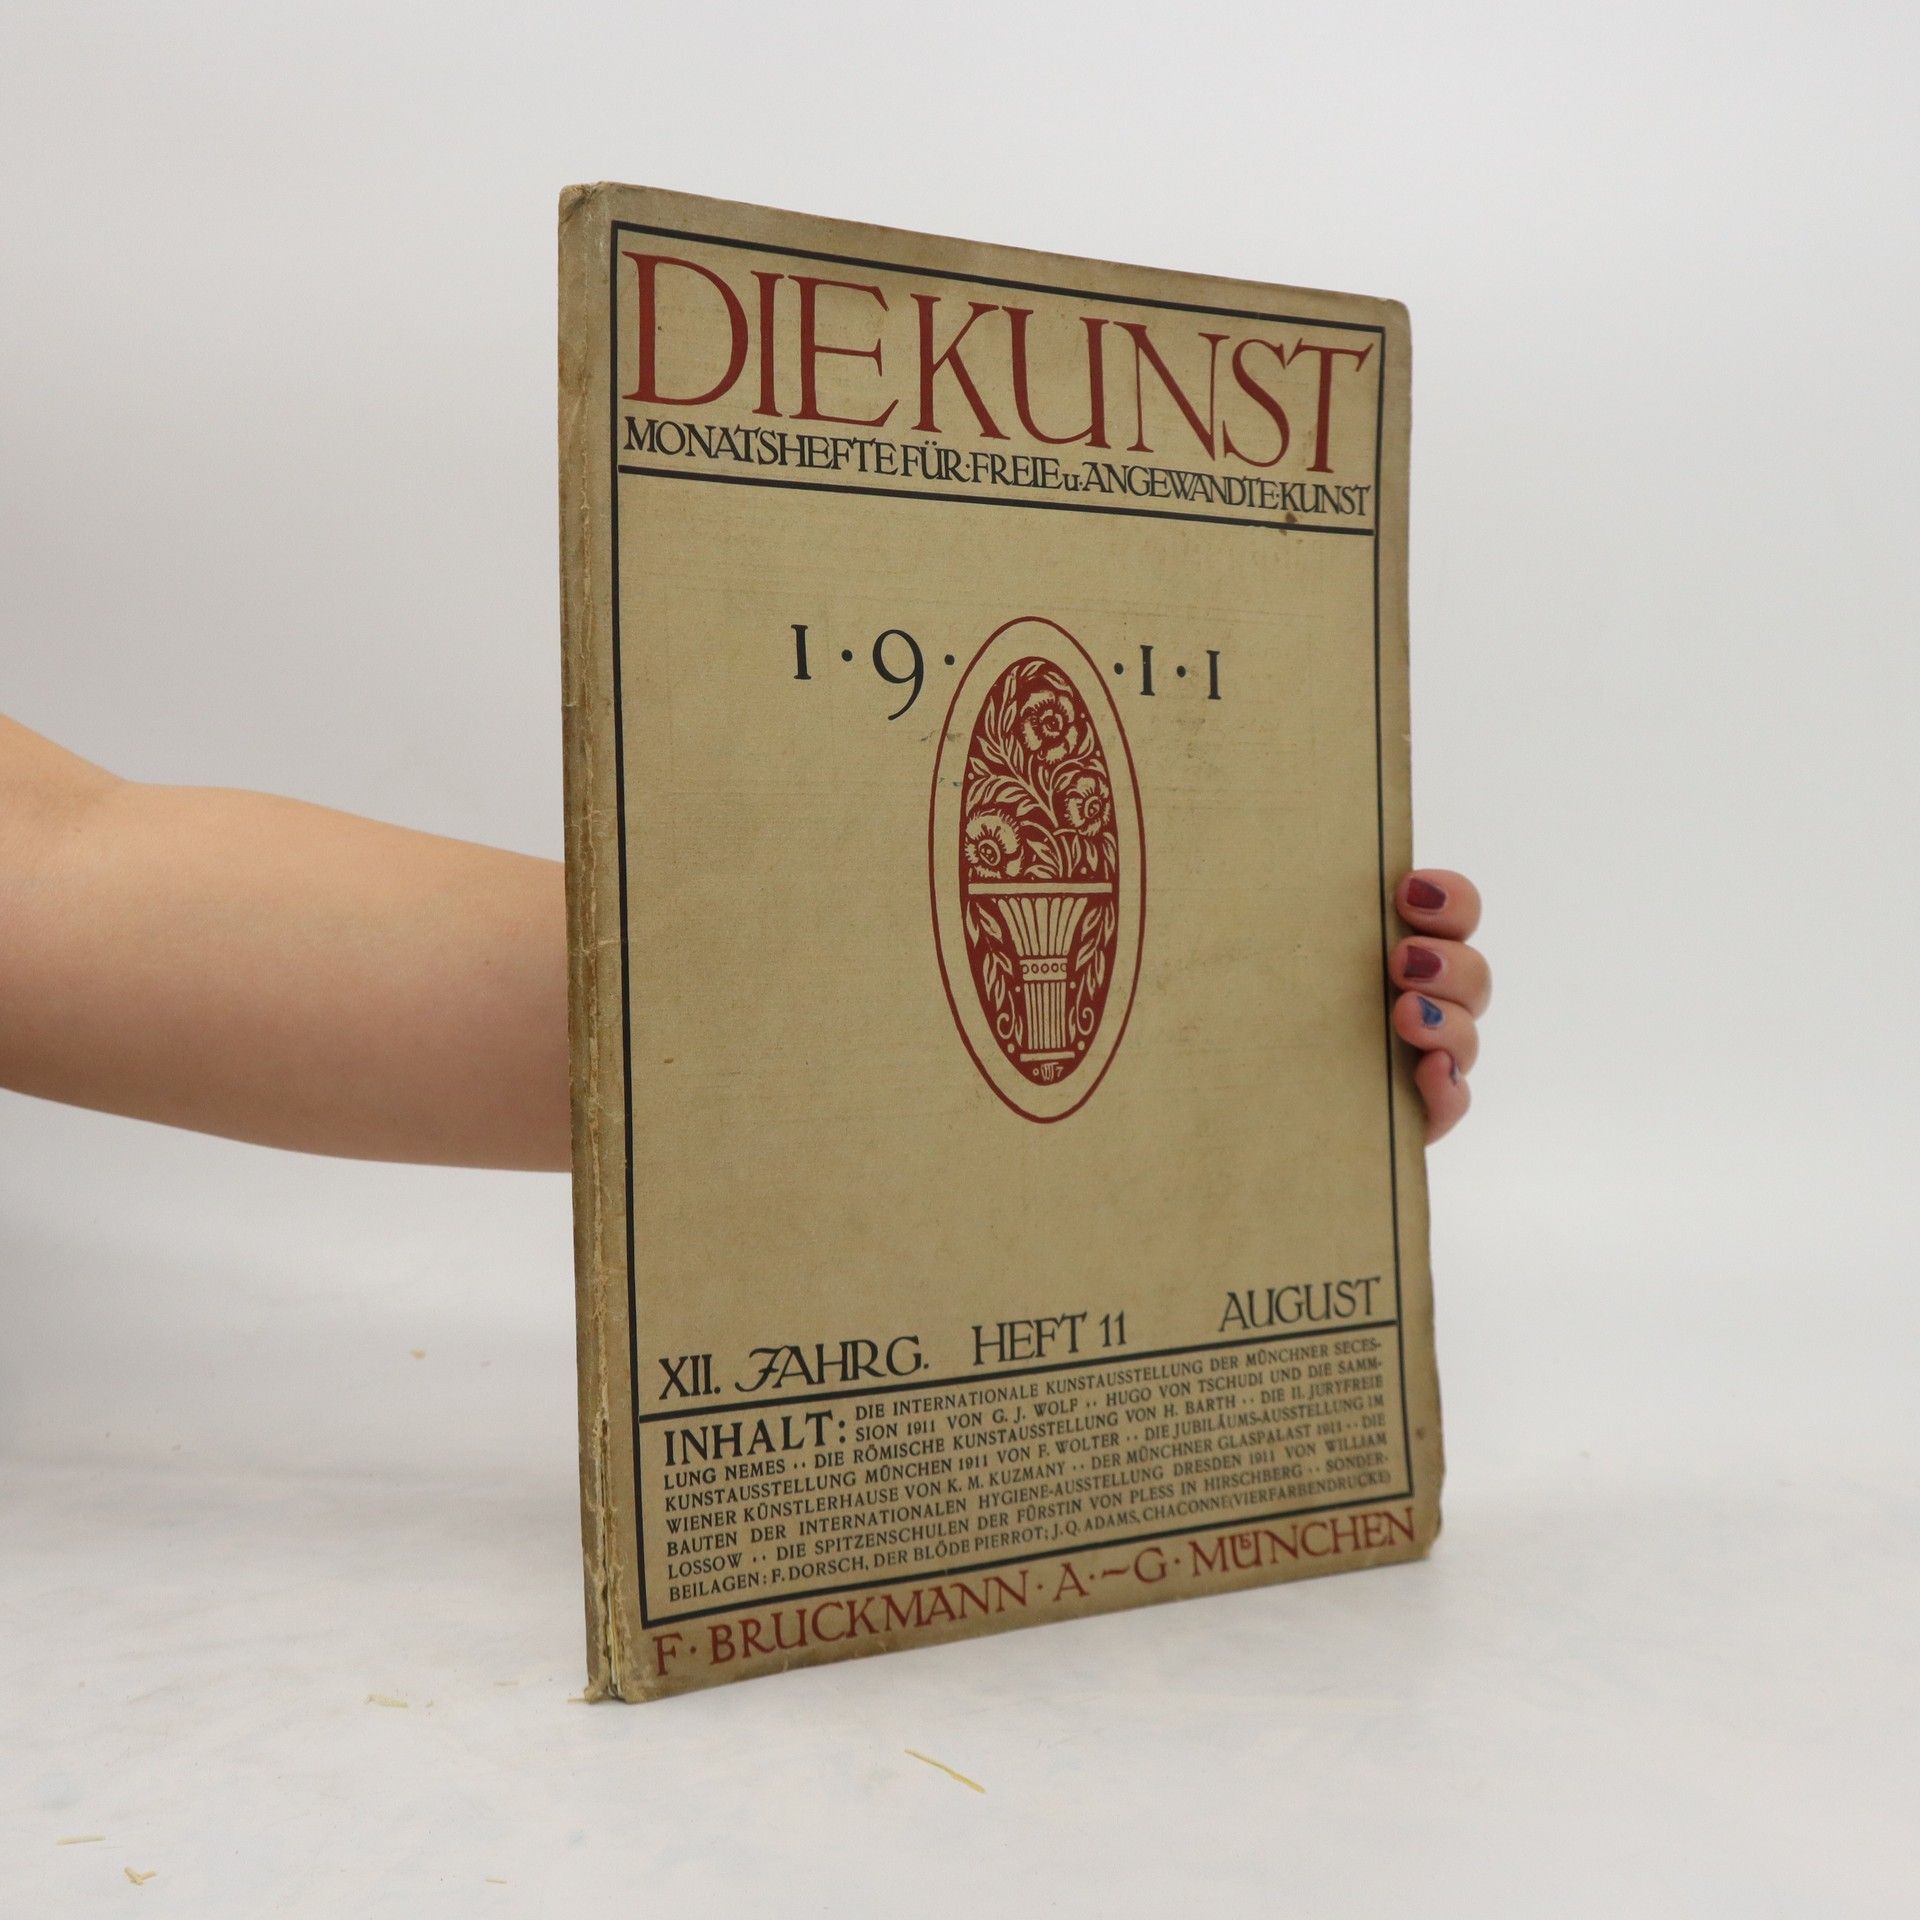 DIE KUNST
MONATSHEFTE FÜR·FREIE u·ANGEWANDTE·KUNST
1·9· ·1·1
XII. JAHRG. HEFT 11 AUGUST
INHALT: DIE INTERNATIONALE KUNSTAUSSTELLUNG DER MÜNCHNER SECES-
SION 1911 VON G. J. WOLF ·· HUGO VON TSCHUDI UND DIE SAMM-
LUNG NEMES ·· DIE RÖMISCHE KUNSTAUSSTELLUNG VON H. BARTH ·· DIE II. JURYFREIE
KUNSTAUSSTELLUNG MÜNCHEN 1911 VON F. WOLTER ·· DIE JUBILÄUMS-AUSSTELLUNG IM
WIENER KÜNSTLERHAUSE VON K. M. KUZMANY ·· DER MÜNCHNER GLASPALAST 1911 ·· DIE
BAUTEN DER INTERNATIONALEN HYGIENE-AUSSTELLUNG DRESDEN 1911 VON WILLIAM
LOSSOW ·· DIE SPITZENSCHULEN DER FÜRSTIN VON PLESS IN HIRSCHBERG ·· SONDER-
BEILAGEN: F. DORSCH, DER BLÖDE PIERROT; J. Q. ADAMS, CHACONNE (VIERFARBENDRUCKE)
F·BRUCKMANN·A·~G·MÜNCHEN